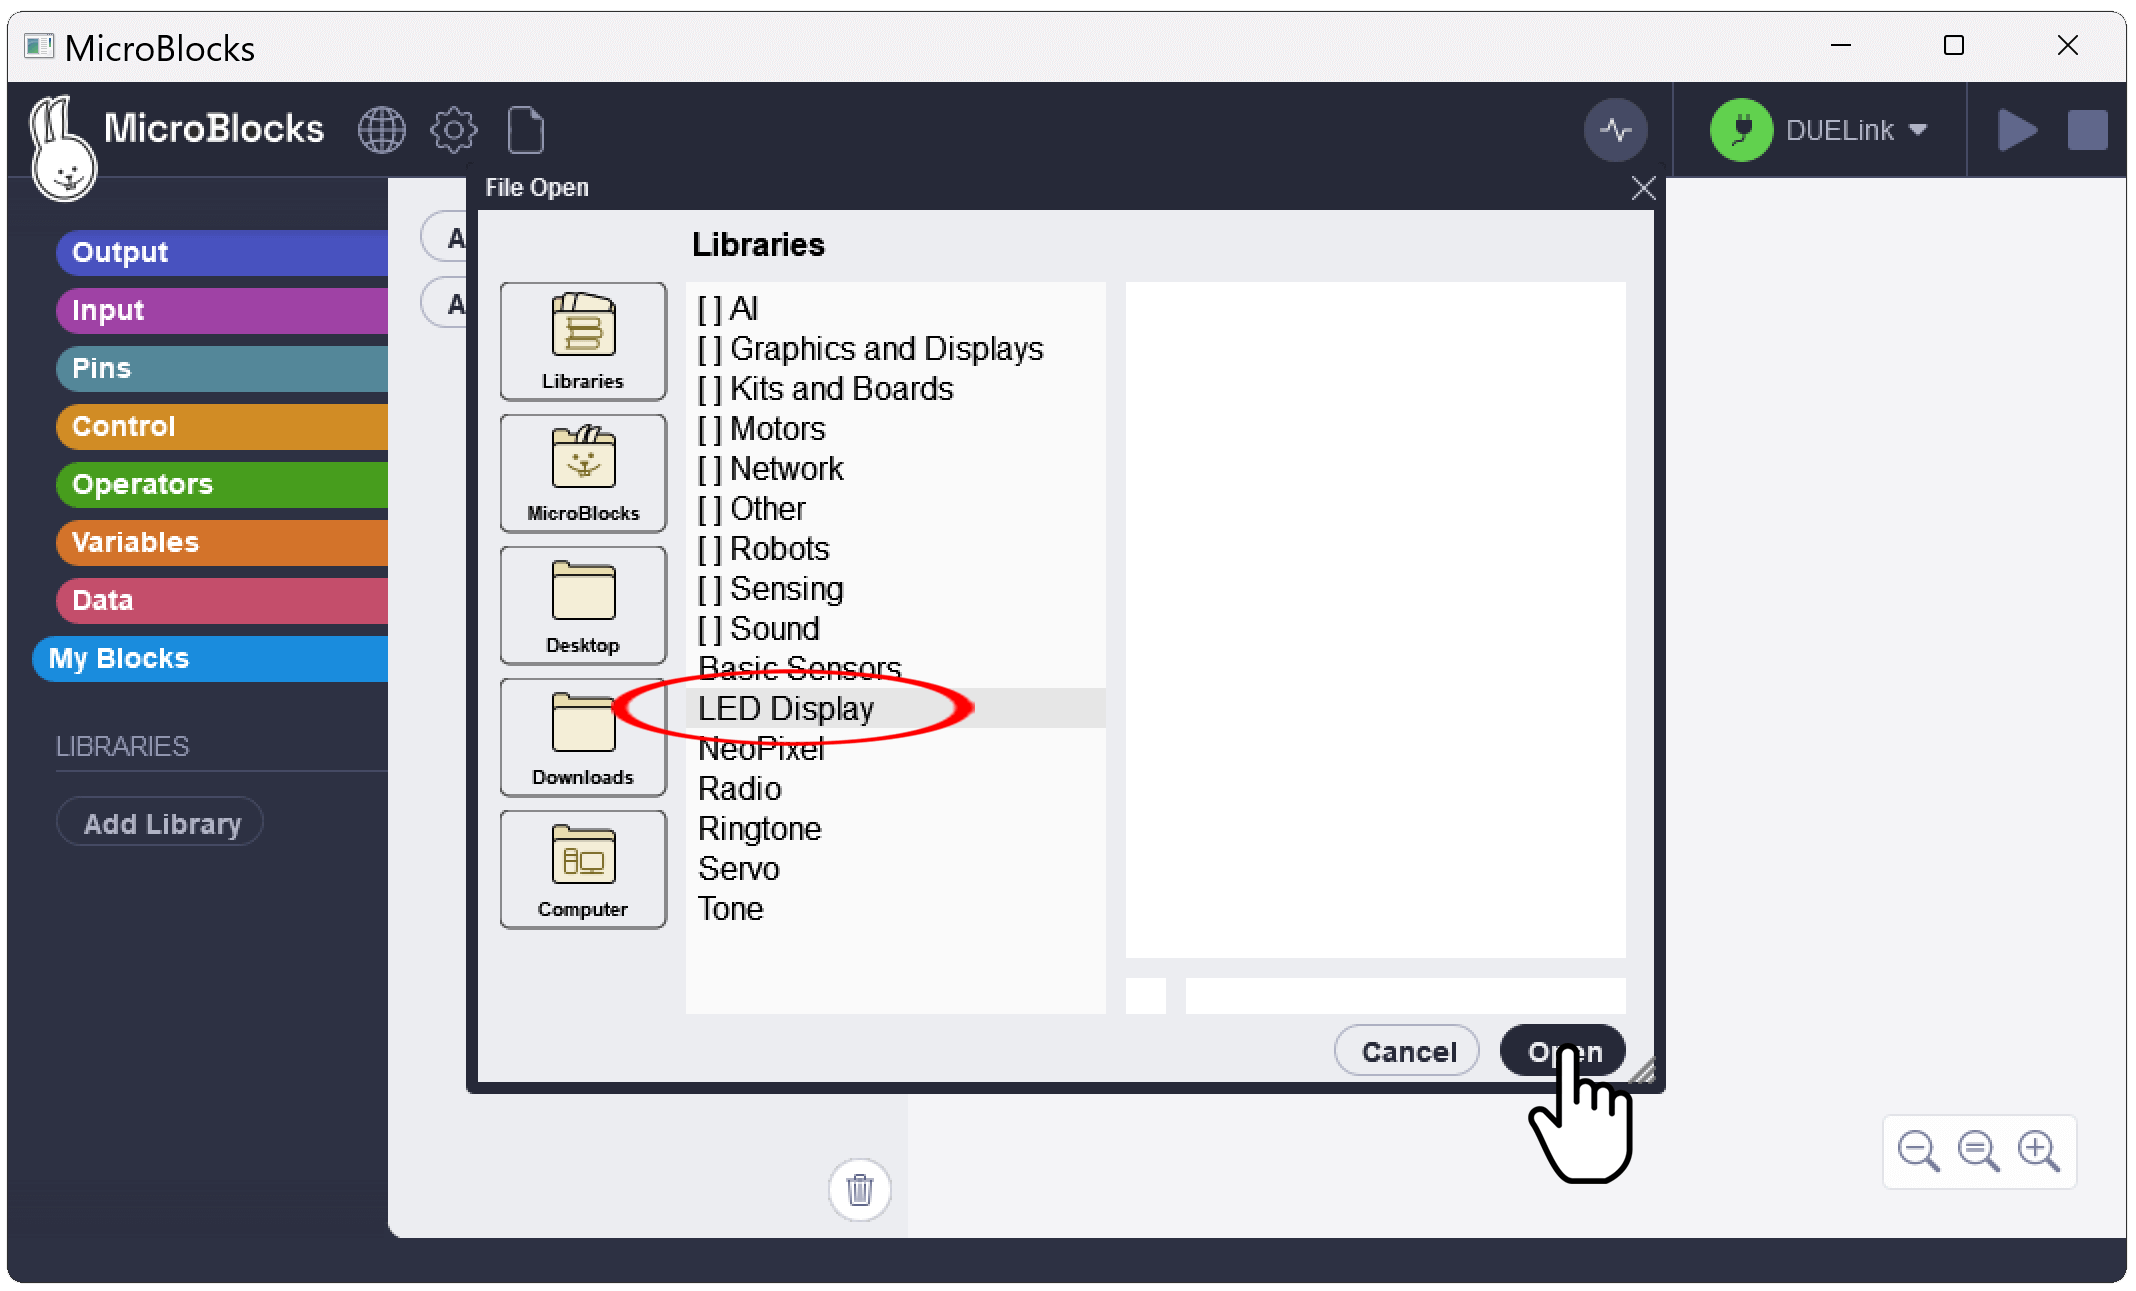 MicroBlocks
MicroBlocks
DUELink
File Open
Output
Input
Pins
Control
Operators
Variables
Data
My Blocks
LIBRARIES
Add Library
A
A
Libraries
Libraries
MicroBlocks
Desktop
Downloads
Computer
[ ] AI
[ ] Graphics and Displays
[ ] Kits and Boards
[ ] Motors
[ ] Network
[ ] Other
[ ] Robots
[ ] Sensing
[ ] Sound
Basic Sensors
LED Display
NeoPixel
Radio
Ringtone
Servo
Tone
Cancel
Open